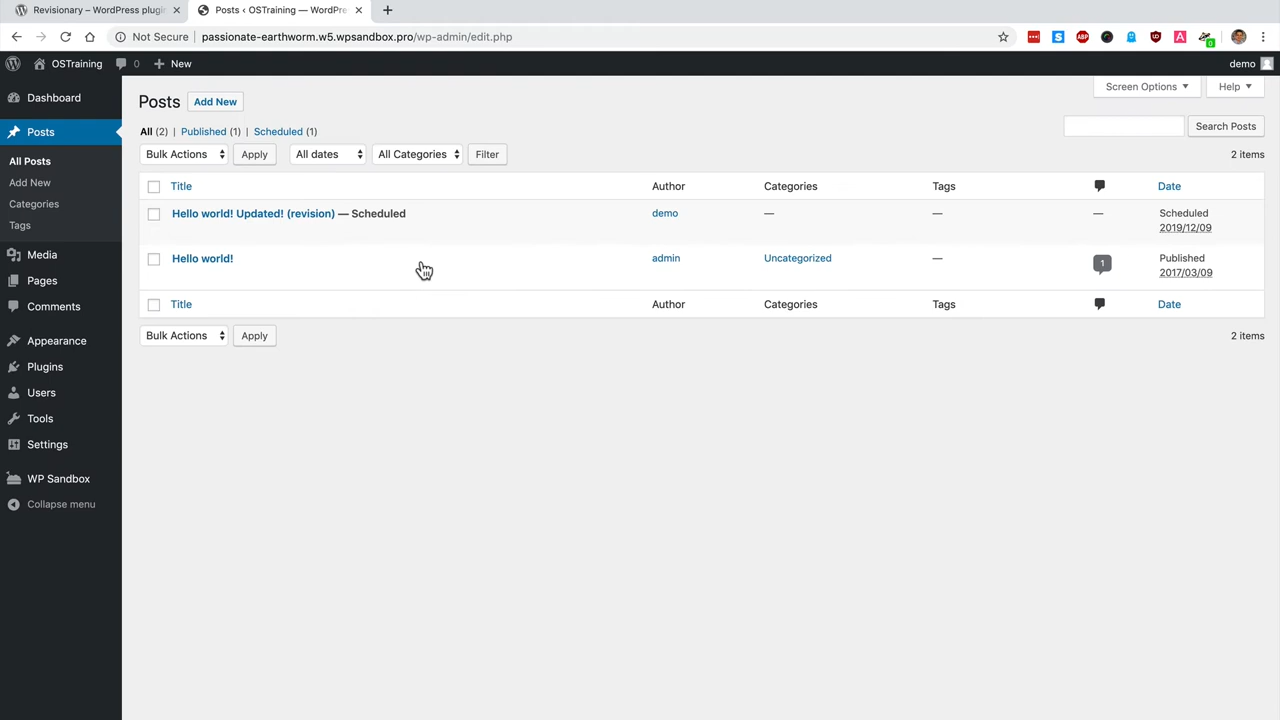 Revisionary – WordPress plugin
Posts ‹ OSTraining — WordPre
Not Secure
passionate-earthworm.w5.wpsandbox.pro/wp-admin/edit.php
ABP
A
0
OSTraining
0
New
demo
Dashboard
Posts
All Posts
Add New
Categories
Tags
Media
Pages
Comments
Appearance
Plugins
Users
Tools
Settings
WP Sandbox
Collapse menu
Posts
Add New
Screen Options
Help
All (2) | Published (1) | Scheduled (1)
Search Posts
Bulk Actions
Apply
All dates
All Categories
Filter
2 items
Title
Author
Categories
Tags
Date
Hello world! Updated! (revision) — Scheduled
demo
—
—
—
Scheduled
2019/12/09
Hello world!
admin
Uncategorized
—
1
Published
2017/03/09
Title
Author
Categories
Tags
Date
Bulk Actions
Apply
2 items